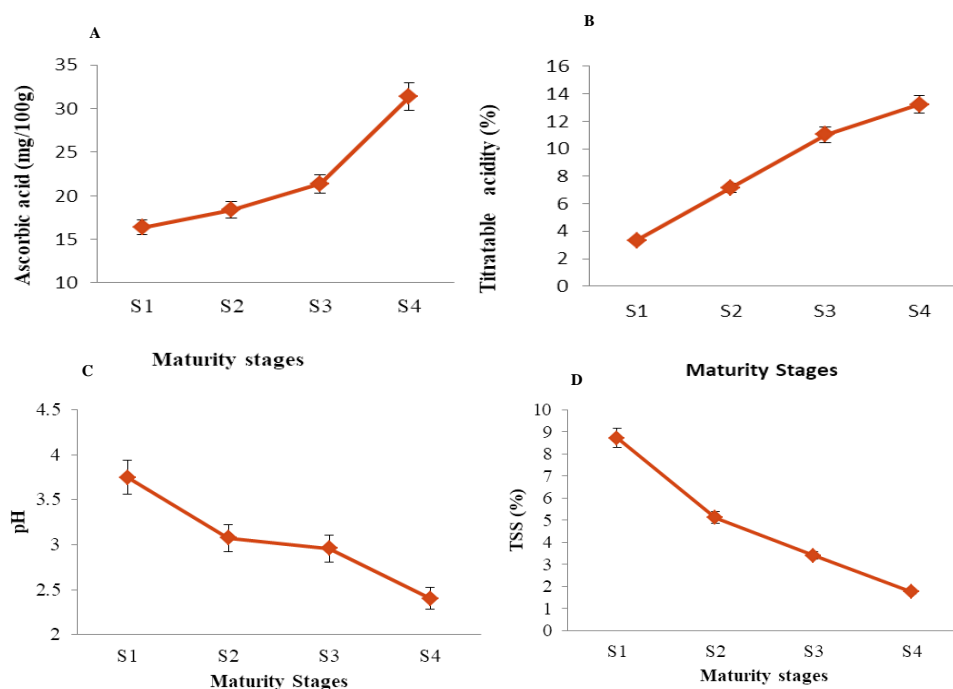 A
Ascorbic acid (mg/100g)
35
30
25
20
15
10
S1 S2 S3 S4
Maturity stages
B
Titratable acidity (%)
16
14
12
10
8
6
4
2
0
S1 S2 S3 S4
Maturity Stages
C
pH
4.5
4
3.5
3
2.5
2
S1 S2 S3 S4
Maturity Stages
D
TSS (%)
10
9
8
7
6
5
4
3
2
1
0
S1 S2 S3 S4
Maturity stages